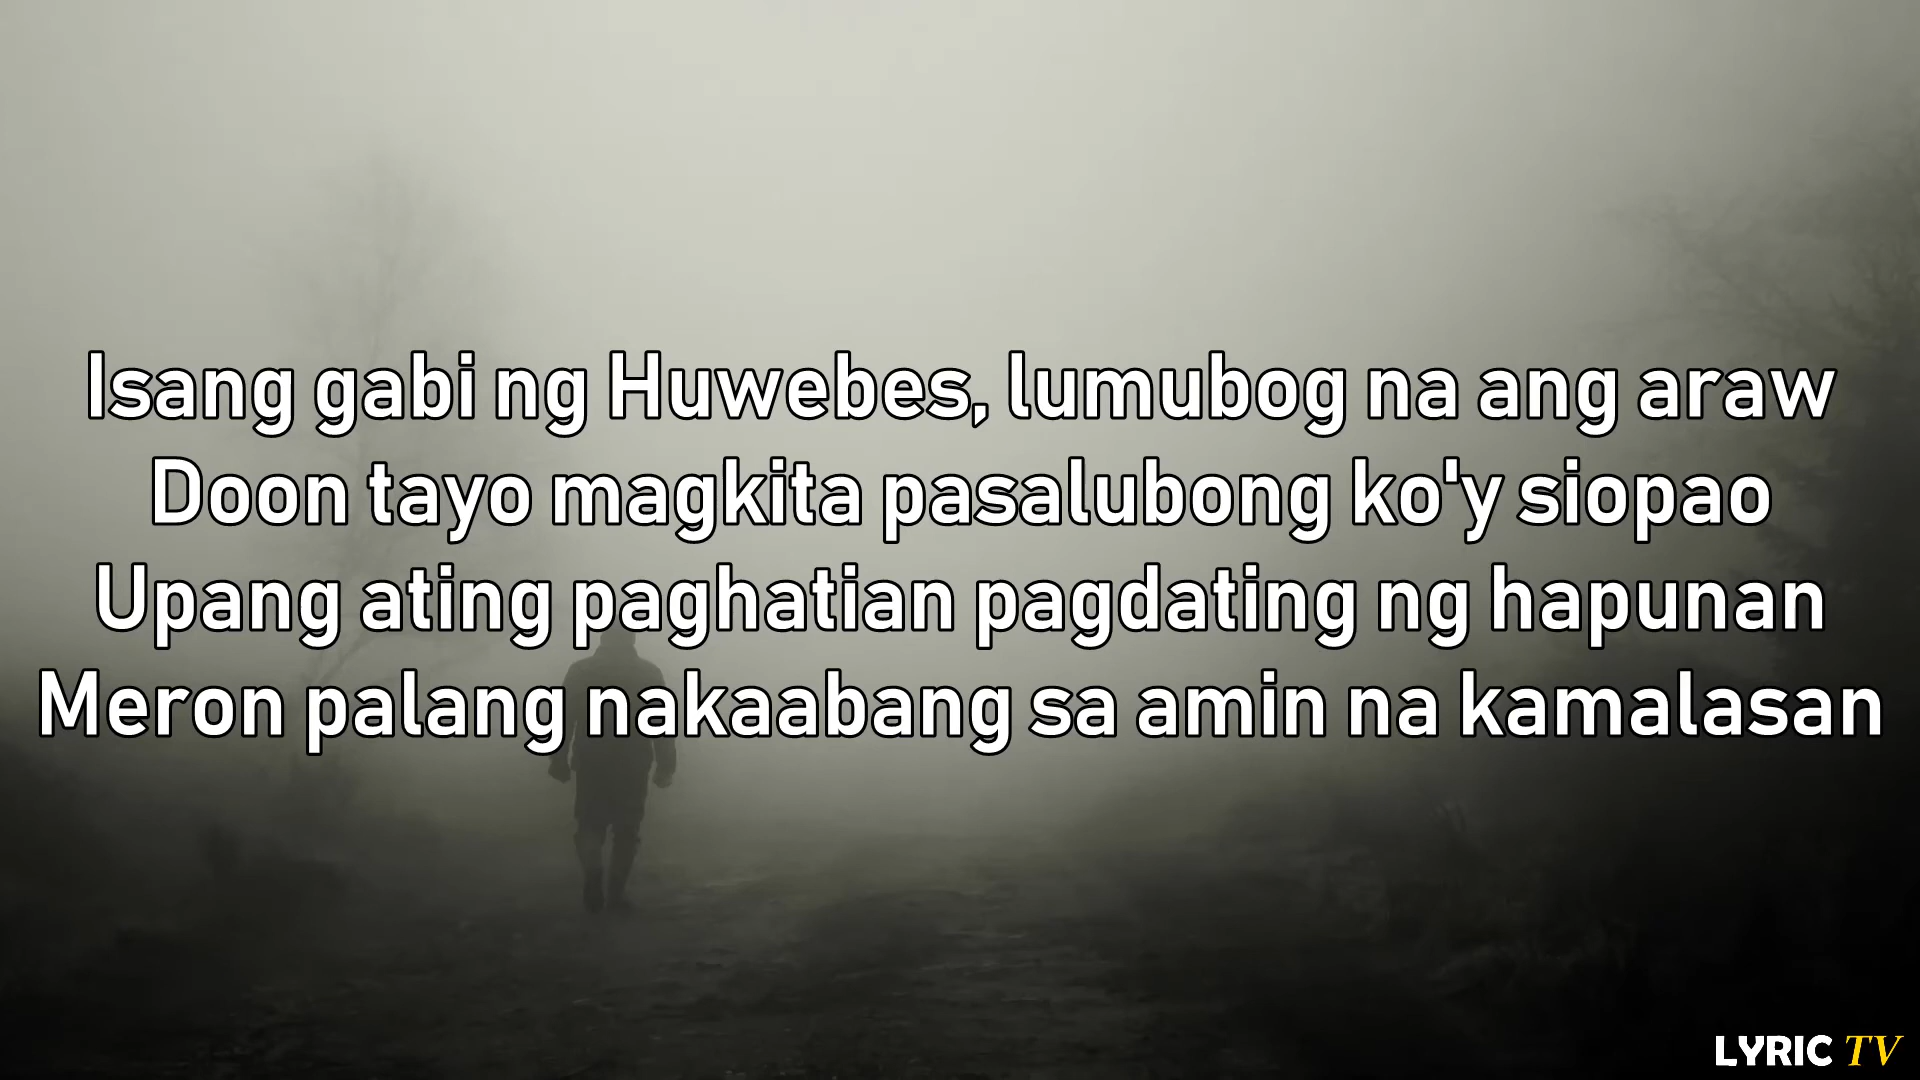 Isang gabi ng Huwebes, lumubog na ang araw
Doon tayo magkita pasalubong ko'y siopao
Upang ating paghatian pagdating ng hapunan
Meron palang nakaabang sa amin na kamalasan
LYRIC TV